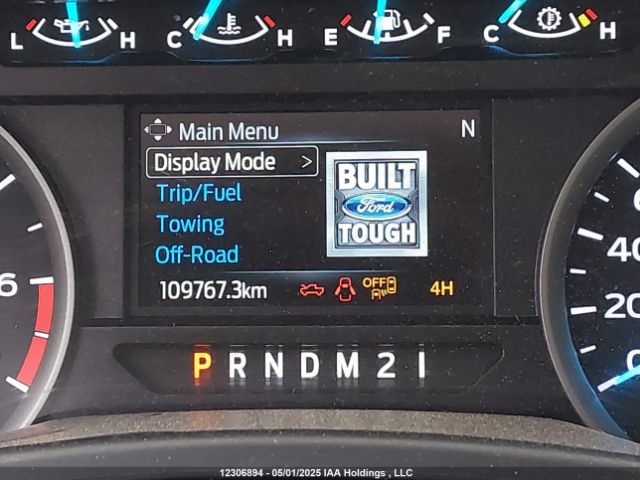 L H C H E F C H
Main Menu N
Display Mode >
Trip/Fuel
Towing
Off-Road
BUILT
Ford
TOUGH
109767.3km OFF 4H
6
40
20
0
P R N D M 2 1
12306894 - 05/01/2025 IAA Holdings , LLC